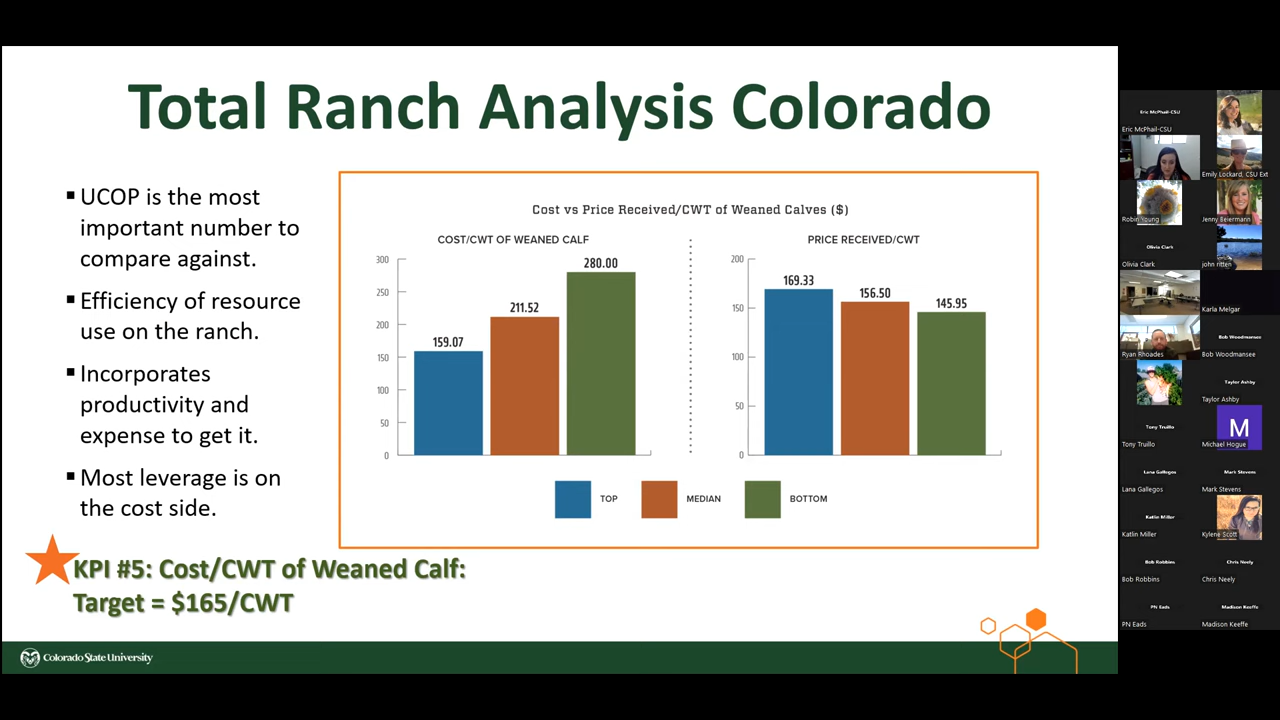 Total Ranch Analysis Colorado
UCOP is the most
important number to
compare against.
Efficiency of resource
use on the ranch.
Incorporates
productivity and
expense to get it.
Most leverage is on
the cost side.
KPI #5: Cost/CWT of Weaned Calf:
Target = $165/CWT
Cost vs Price Received/CWT of Weaned Calves ($)
COST/CWT OF WEANED CALF
300
250
200
150
100
50
0
159.07
211.52
280.00
PRICE RECEIVED/CWT
200
150
100
50
0
169.33
156.50
145.95
TOP
MEDIAN
BOTTOM
Colorado State University
Eric McPhail-CSU
Eric McPhail-CSU
Emily Lockard, CSU Ext
Robin Young
Jenny Beiermann
Olivia Clark
Olivia Clark
john ritten
Karla Melgar
Ryan Rhoades
Bob Woodmansee
Bob Woodmansee
Taylor Ashby
Taylor Ashby
Tony Truillo
Tony Truillo
M
Michael Hogue
Lana Gallegos
Lana Gallegos
Mark Stevens
Mark Stevens
Katlin Miller
Katlin Miller
Kylene Scott
Bob Robbins
Bob Robbins
Chris Neely
Chris Neely
PN Eads
PN Eads
Madison Keeffe
Madison Keeffe